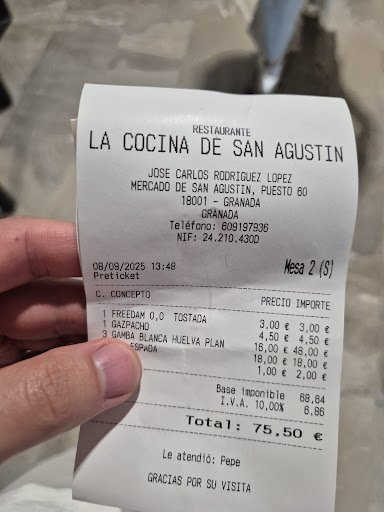 RESTAURANTE
LA COCINA DE SAN AGUSTIN
JOSE CARLOS RODRIGUEZ LOPEZ
MERCADO DE SAN AGUSTIN, PUESTO 60
18001 - GRANADA
GRANADA
Teléfono: 609197936
NIF: 24.210.430D
08/09/2025 13:48 Mesa 2 (S)
Preticket
C. CONCEPTO PRECIO IMPORTE
1 FREEDAM 0,0 TOSTADA 3,00 € 3,00 €
1 GAZPACHO 4,50 € 4,50 €
3 GAMBA BLANCA HUELVA PLAN 16,00 € 48,00 €
ESPADA 18,00 € 18,00 €
1,00 € 2,00 €
Base imponible 68,64
I.V.A. 10,00% 6,86
Total: 75,50 €
Le atendió: Pepe
GRACIAS POR SU VISITA